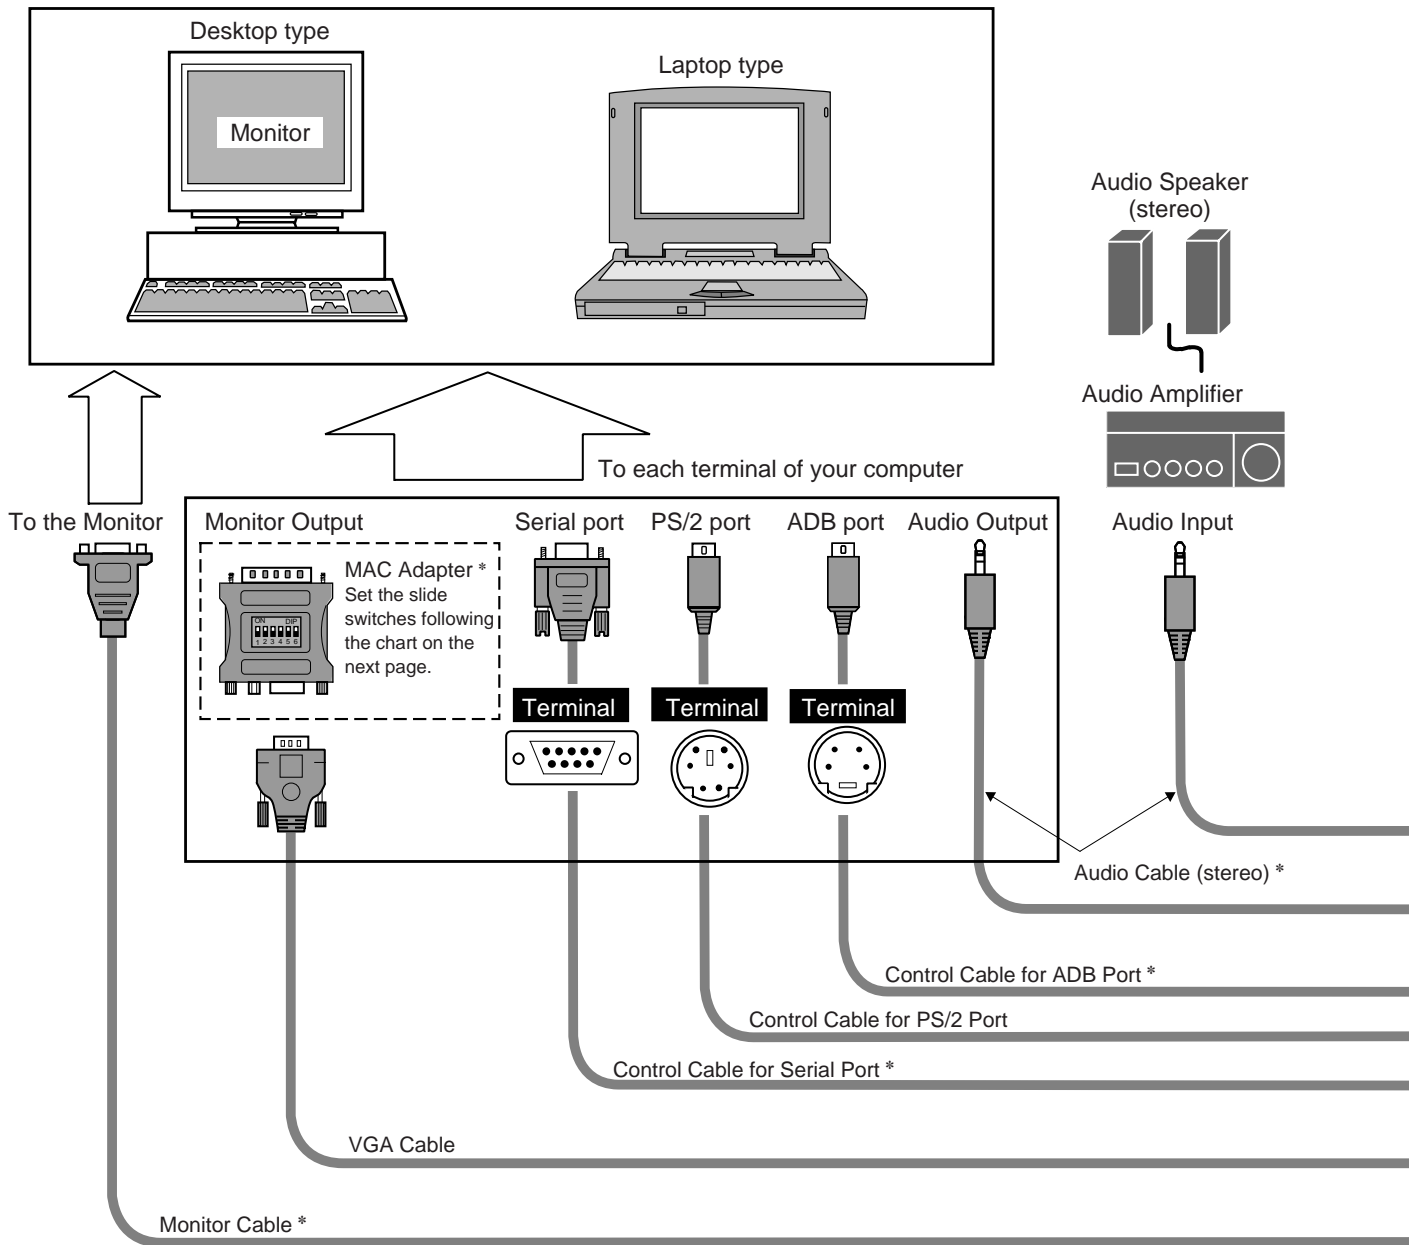 Desktop type
Laptop type
Monitor
Audio Speaker
(stereo)
Audio Amplifier
To each terminal of your computer
To the Monitor
Monitor Output
Serial port
PS/2 port
ADB port
Audio Output
Audio Input
MAC Adapter *
Set the slide
switches following
the chart on the
next page.
ON DIP
1 2 3 4 5 6
Terminal
Terminal
Terminal
Audio Cable (stereo) *
Control Cable for ADB Port *
Control Cable for PS/2 Port
Control Cable for Serial Port *
VGA Cable
Monitor Cable *